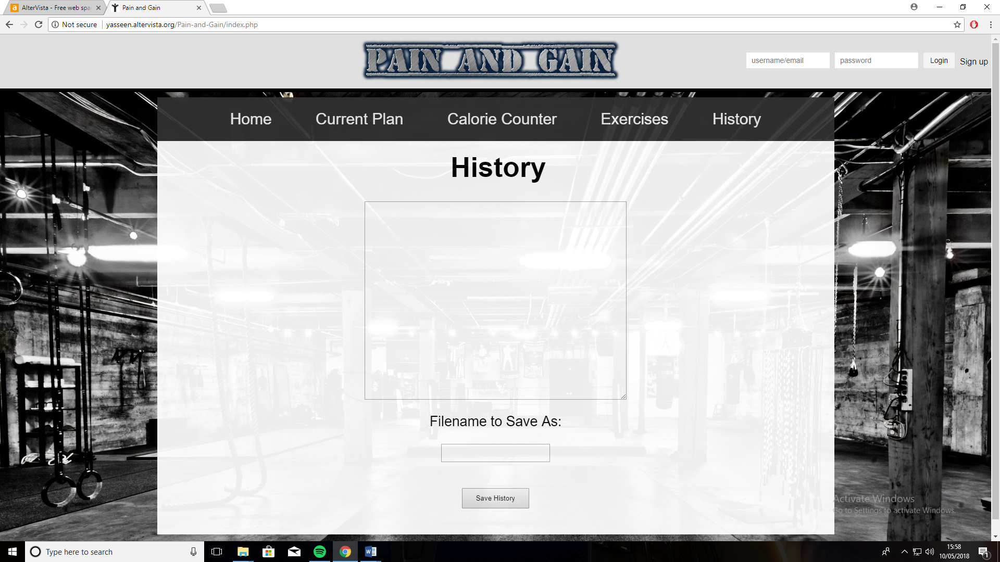 AlterVista - Free web spa
Pain and Gain
Not secure
yasseen.altervista.org/Pain-and-Gain/index.php
PAIN AND GAIN
username/email
password
Login
Sign up
Home
Current Plan
Calorie Counter
Exercises
History
History
Filename to Save As:
Save History
Activate Windows
Go to Settings to activate Windows.
Type here to search
15:58
10/05/2018
1